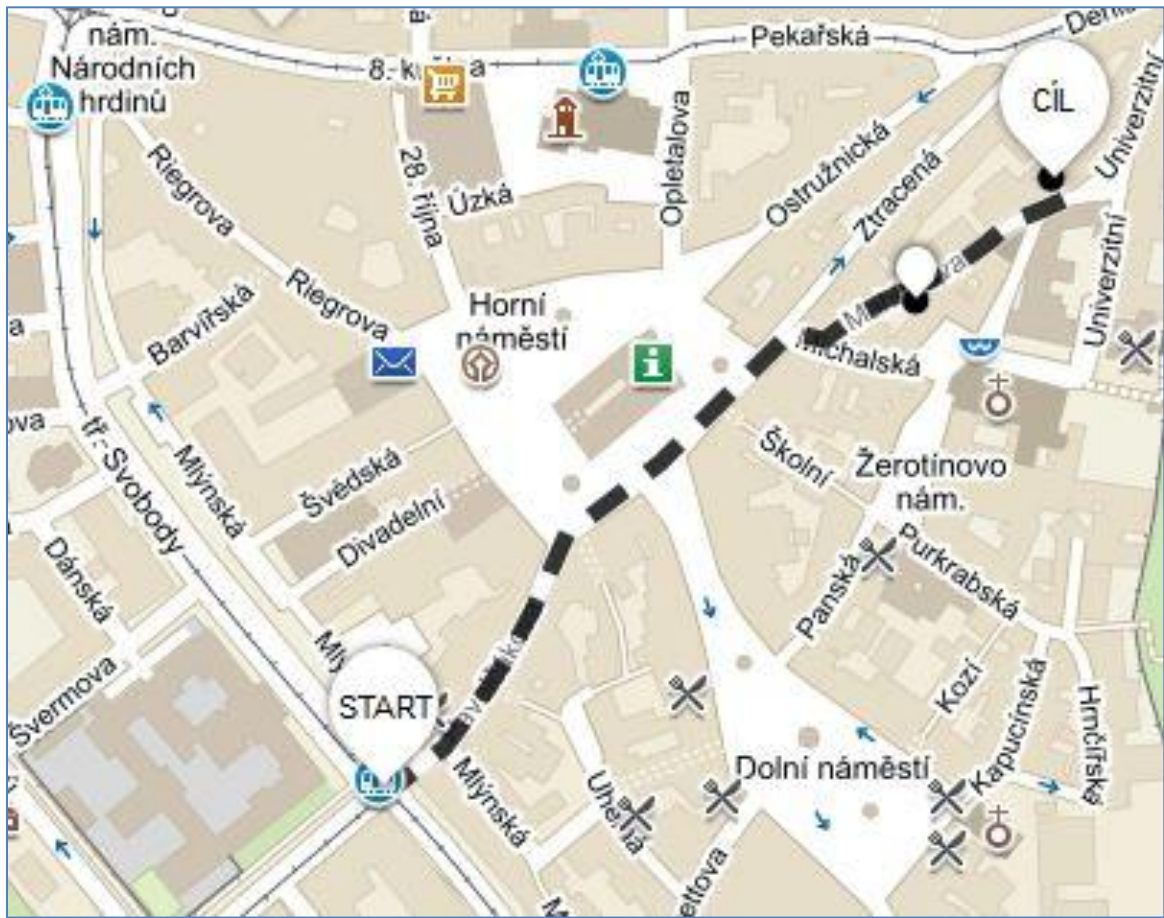 nám.
Národních
hrdinů
Pekařská
CÍL
Univerzitní
Opletalova
Ostružnická
Ztracená
Riegrova
28. října
Úzká
Univerzitní
Riegrova
Horní
náměstí
Barvířská
Michalská
tř. Svobody
Mlýnská
Švédská
Divadelní
Školní
Žerotínovo
nám.
Purkrabská
Dánská
Panská
Švermova
START
Kozí
Kapucínská
Hrnčířská
Mlýnská
Dolní náměstí